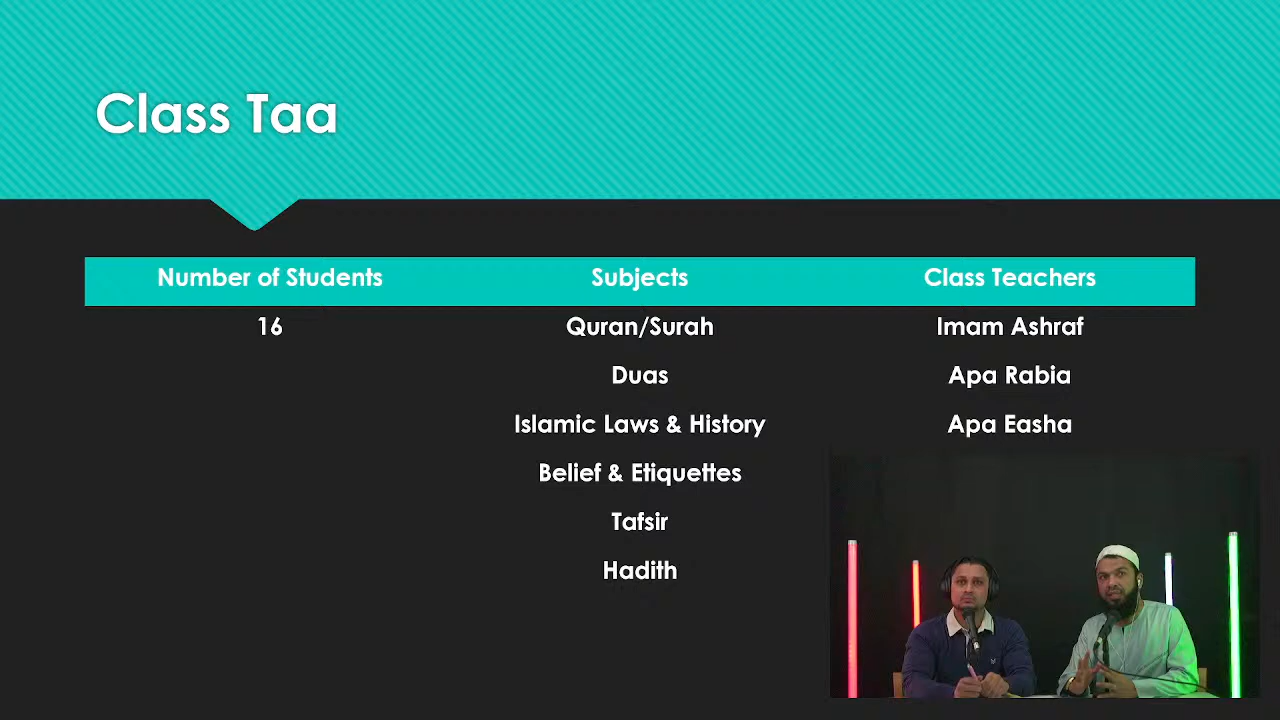 Class Taa
Number of Students Subjects Class Teachers
16 Quran/Surah Imam Ashraf
Duas Apa Rabia
Islamic Laws & History Apa Easha
Belief & Etiquettes
Tafsir
Hadith